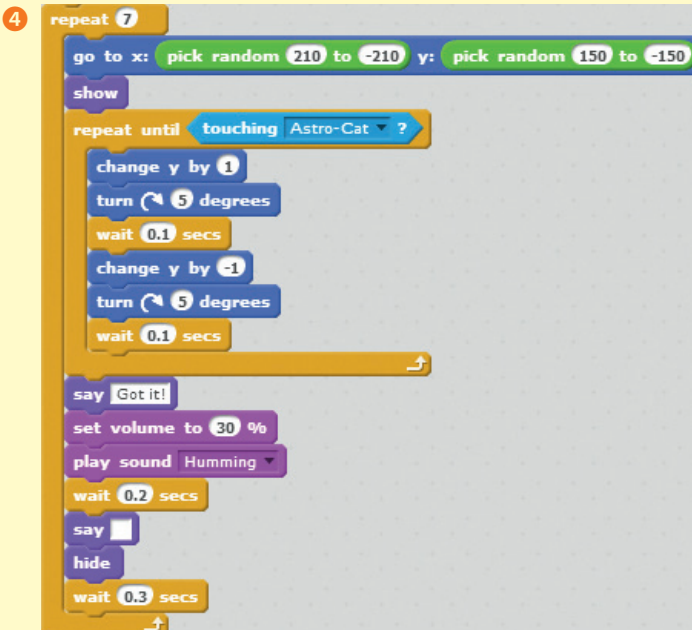 4
repeat 7
go to x: pick random 210 to -210 y: pick random 150 to -150
show
repeat until touching Astro-Cat ?
change y by 1
turn 5 degrees
wait 0.1 secs
change y by -1
turn 5 degrees
wait 0.1 secs
say Got it!
set volume to 30 %
play sound Humming
wait 0.2 secs
say
hide
wait 0.3 secs